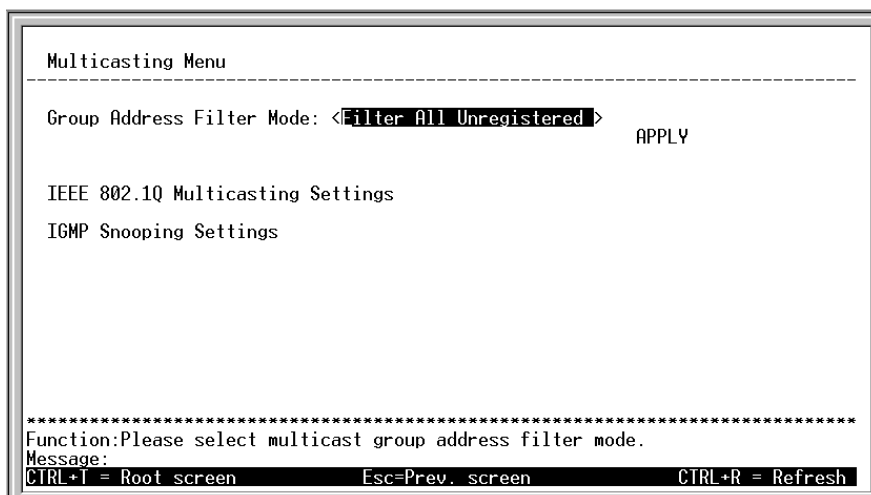 Multicasting Menu
--------------------------------------------------------------------------------
Group Address Filter Mode: <Filter All Unregistered >
APPLY
IEEE 802.1Q Multicasting Settings
IGMP Snooping Settings
********************************************************************************
Function:Please select multicast group address filter mode.
Message:
CTRL+T = Root screen Esc=Prev. screen CTRL+R = Refresh